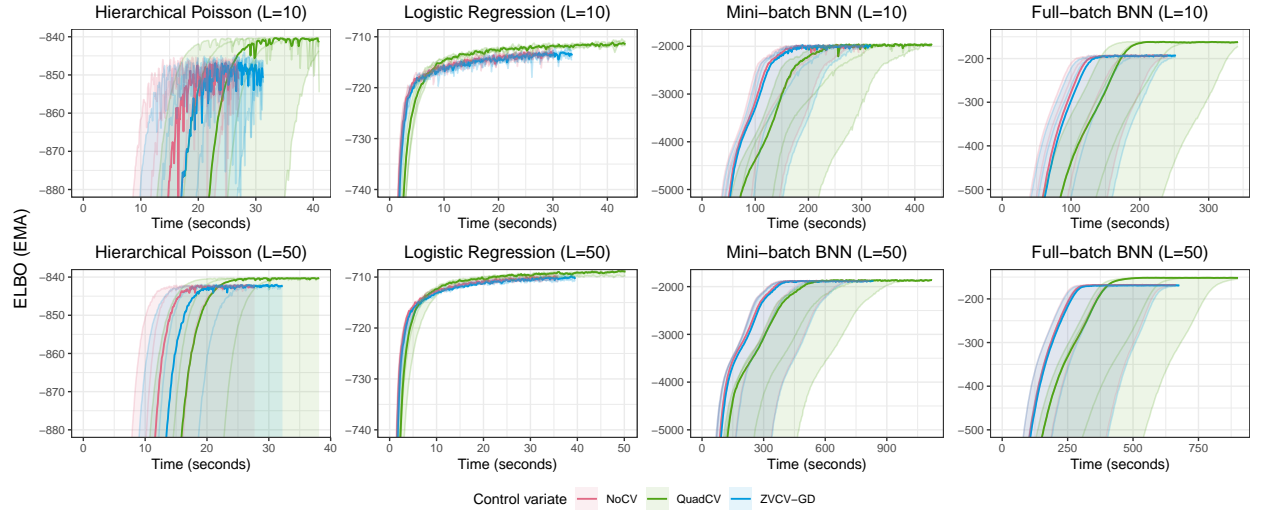 Hierarchical Poisson (L=10)
Logistic Regression (L=10)
Mini−batch BNN (L=10)
Full−batch BNN (L=10)
−840
−850
−860
−870
−880
0 10 20 30 40
Time (seconds)
−710
−720
−730
−740
0 10 20 30 40
Time (seconds)
−2000
−3000
−4000
−5000
0 100 200 300 400
Time (seconds)
−200
−300
−400
−500
0 100 200 300
Time (seconds)
ELBO (EMA)
Hierarchical Poisson (L=50)
Logistic Regression (L=50)
Mini−batch BNN (L=50)
Full−batch BNN (L=50)
−840
−850
−860
−870
−880
0 10 20 30 40
Time (seconds)
−710
−720
−730
−740
0 10 20 30 40 50
Time (seconds)
−2000
−3000
−4000
−5000
0 300 600 900
Time (seconds)
−200
−300
−400
−500
0 250 500 750
Time (seconds)
Control variate NoCV QuadCV ZVCV−GD